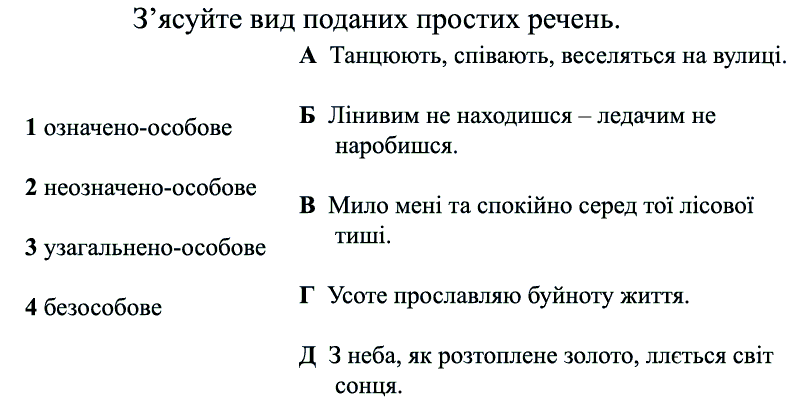 З’ясуйте вид поданих простих речень.
1 означено-особове
2 неозначено-особове
3 узагальнено-особове
4 безособове
А Танцюють, співають, веселяться на вулиці.
Б Лінивим не находишся – ледачим не
наробишся.
В Мило мені та спокійно серед тої лісової
тиші.
Г Усоте прославляю буйноту життя.
Д З неба, як розтоплене золото, ллється світ
сонця.